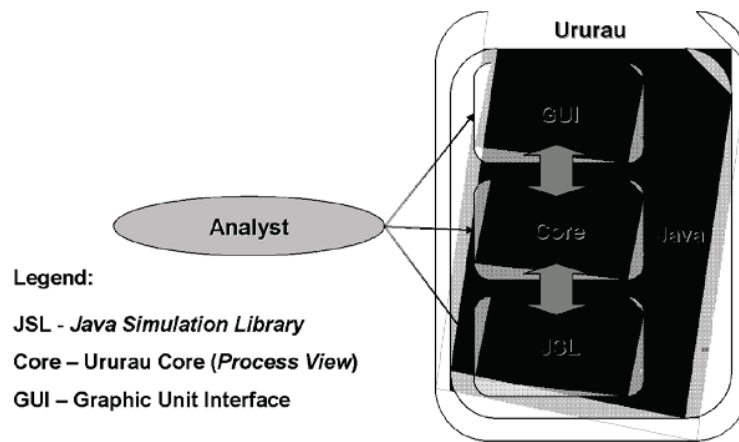 Ururau
GUI
Analyst
Core
Java
JSL
Legend:
JSL - Java Simulation Library
Core – Ururau Core (Process View)
GUI – Graphic Unit Interface